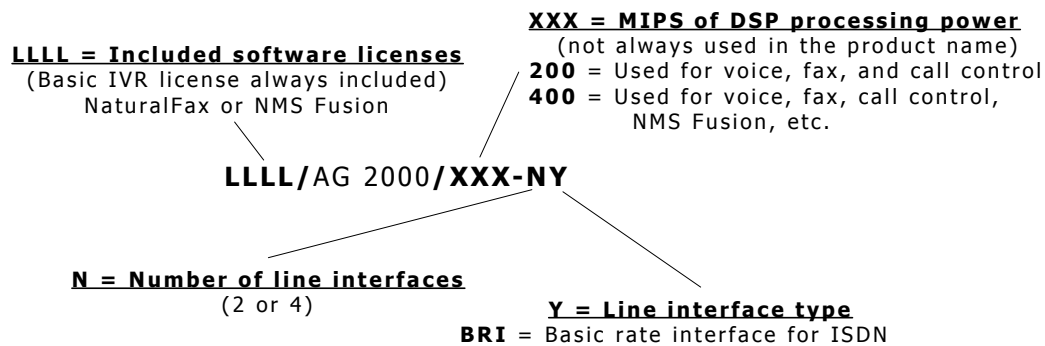 XXX = MIPS of DSP processing power
(not always used in the product name)
200 = Used for voice, fax, and call control
400 = Used for voice, fax, call control,
NMS Fusion, etc.
LLLL = Included software licenses
(Basic IVR license always included)
NaturalFax or NMS Fusion
LLLL/AG 2000/XXX-NY
N = Number of line interfaces
(2 or 4)
Y = Line interface type
BRI = Basic rate interface for ISDN